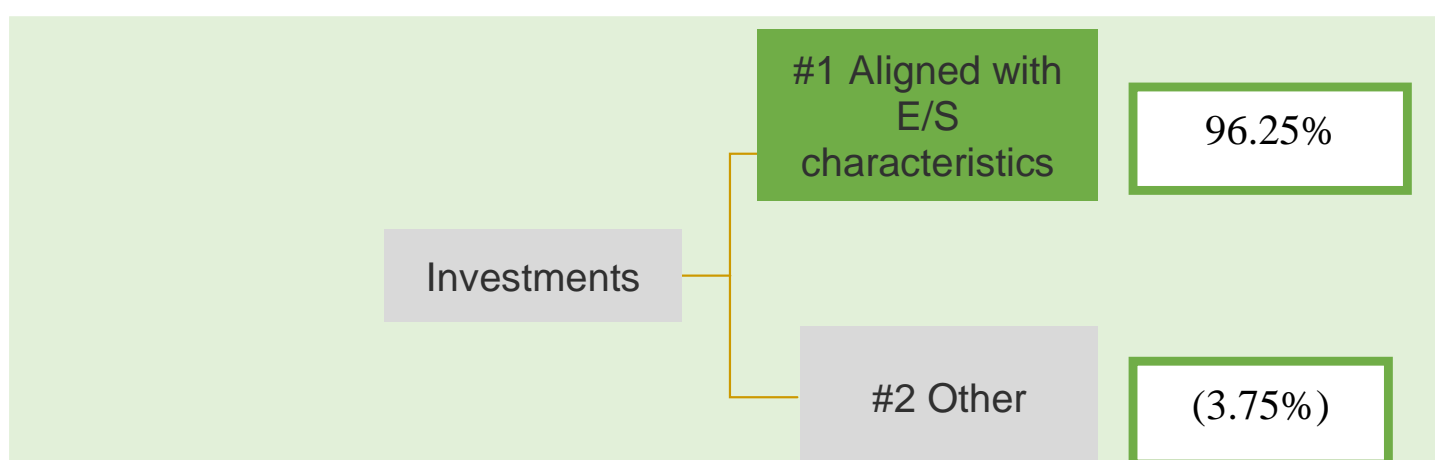 #1 Aligned with
E/S
characteristics
96.25%
Investments
#2 Other
(3.75%)